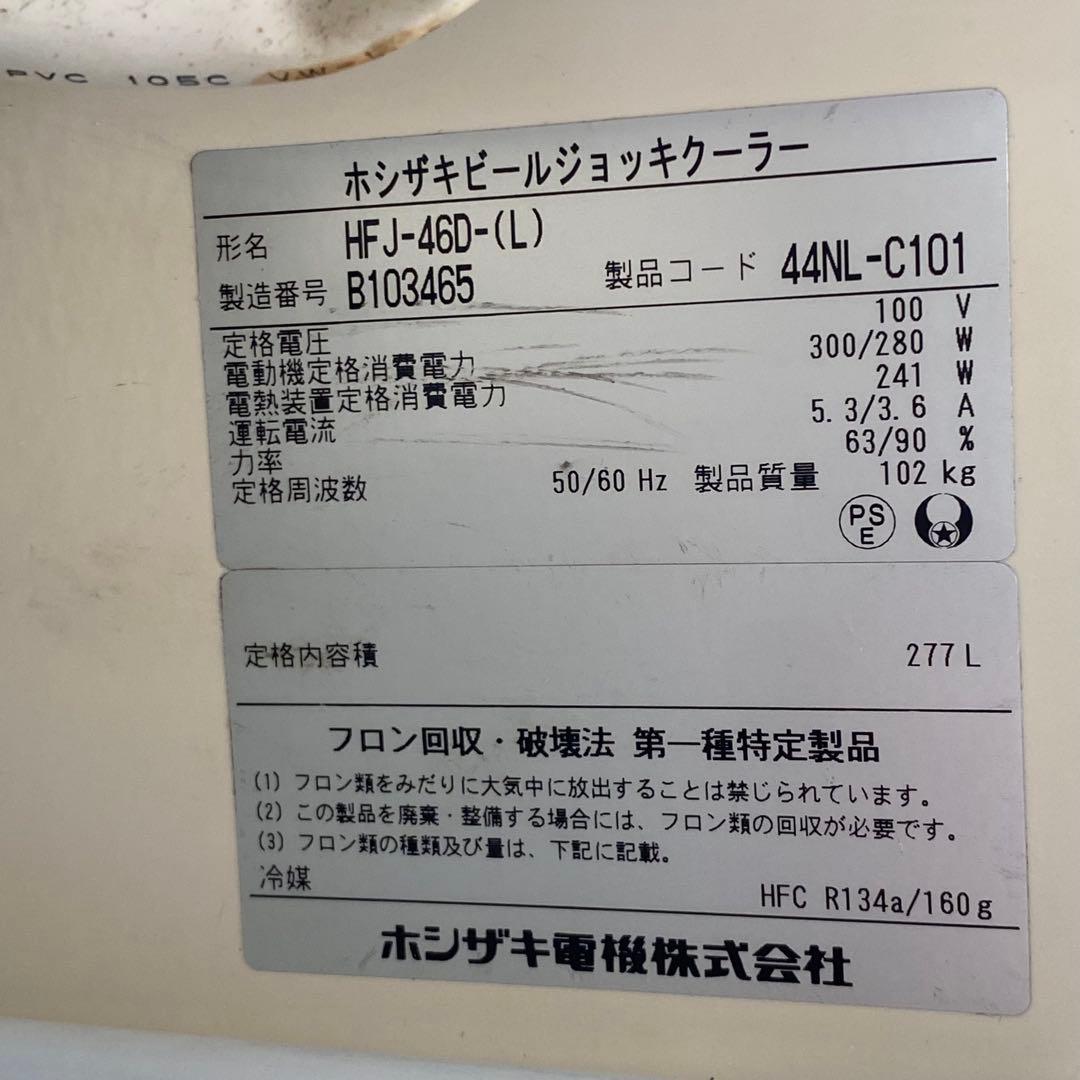 PVC 105C VW-
ホシザキビールジョッキクーラー
形名 HFJ-46D-(L)
製造番号 B103465 製品コード 44NL-C101
定格電圧 100 V
電動機定格消費電力 300/280 W
電熱装置定格消費電力 241 W
運転電流 5.3/3.6 A
力率 63/90 %
定格周波数 50/60 Hz 製品質量 102 kg
PS
E
定格内容積 277 L
フロン回収・破壊法 第一種特定製品
(1) フロン類をみだりに大気中に放出することは禁じられています。
(2) この製品を廃棄・整備する場合には、フロン類の回収が必要です。
(3) フロン類の種類及び量は、下記に記載。
冷媒 HFC R134a/160g
ホシザキ電機株式会社